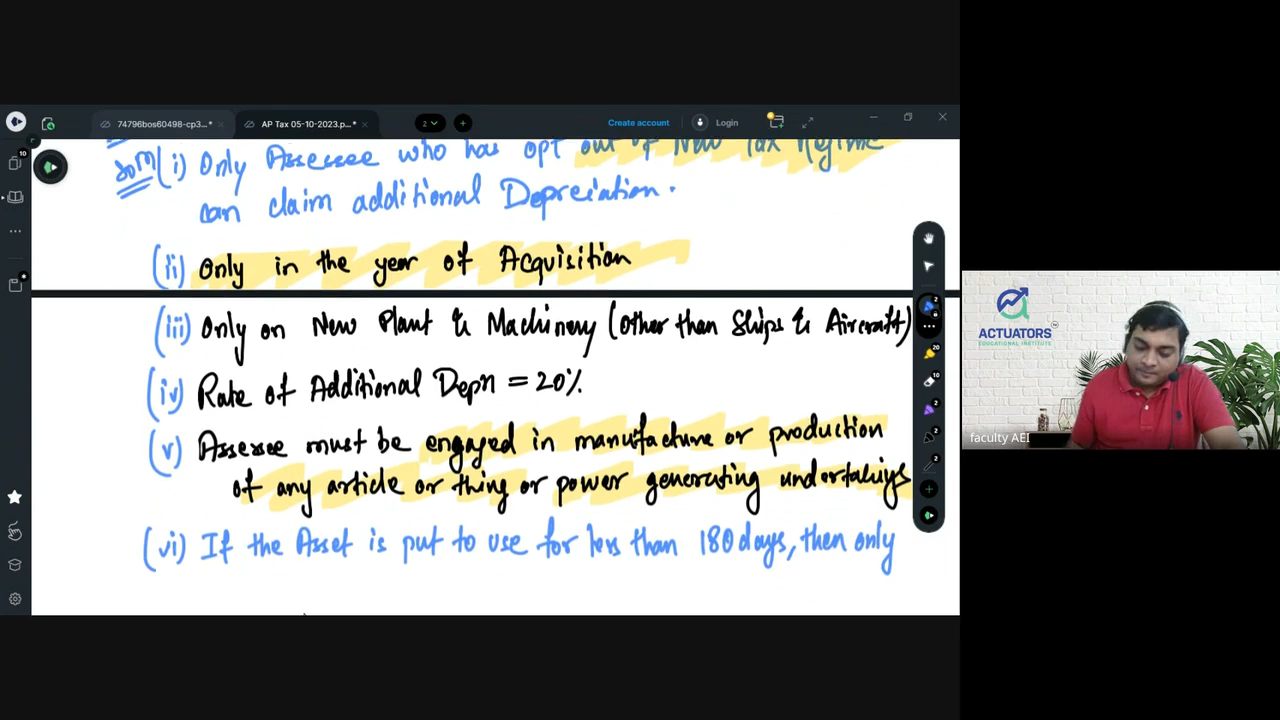 74796bos60498-cp3...*
AP Tax 05-10-2023.p...*
2
Create account
Login
(i) Only Assessee who has opt out of New Tax Regime
can claim additional Depreciation.
(ii) Only in the year of Acquisition
(iii) Only on New Plant & Machinery (other than Ships & Aircraft)
(iv) Rate of Additional Depn = 20%.
(v) Assessee must be engaged in manufacture or production
of any article or thing or power generating undertakings
(vi) If the Asset is put to use for less than 180 days, then only
ACTUATORS
EDUCATIONAL INSTITUTE
faculty AEI